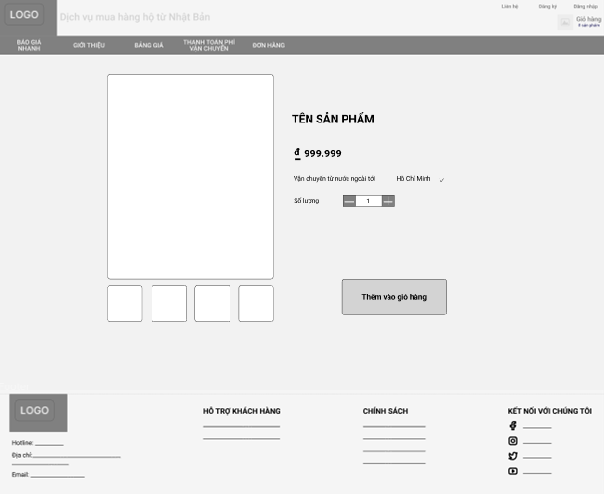 LOGO
Dịch vụ mua hàng hộ từ Nhật Bản
Liên hệ
Đăng ký
Đăng nhập
Giỏ hàng
0 sản phẩm
BÁO GIÁ
NHANH
GIỚI THIỆU
BẢNG GIÁ
THANH TOÁN PHÍ
VẬN CHUYỂN
ĐƠN HÀNG
TÊN SẢN PHẨM
₫ 999.999
Vận chuyển từ nước ngoài tới
Hồ Chí Minh
Số lượng
1
Thêm vào giỏ hàng
LOGO
Hotline:
Địa chỉ:
Email:
HỖ TRỢ KHÁCH HÀNG
CHÍNH SÁCH
KẾT NỐI VỚI CHÚNG TÔI